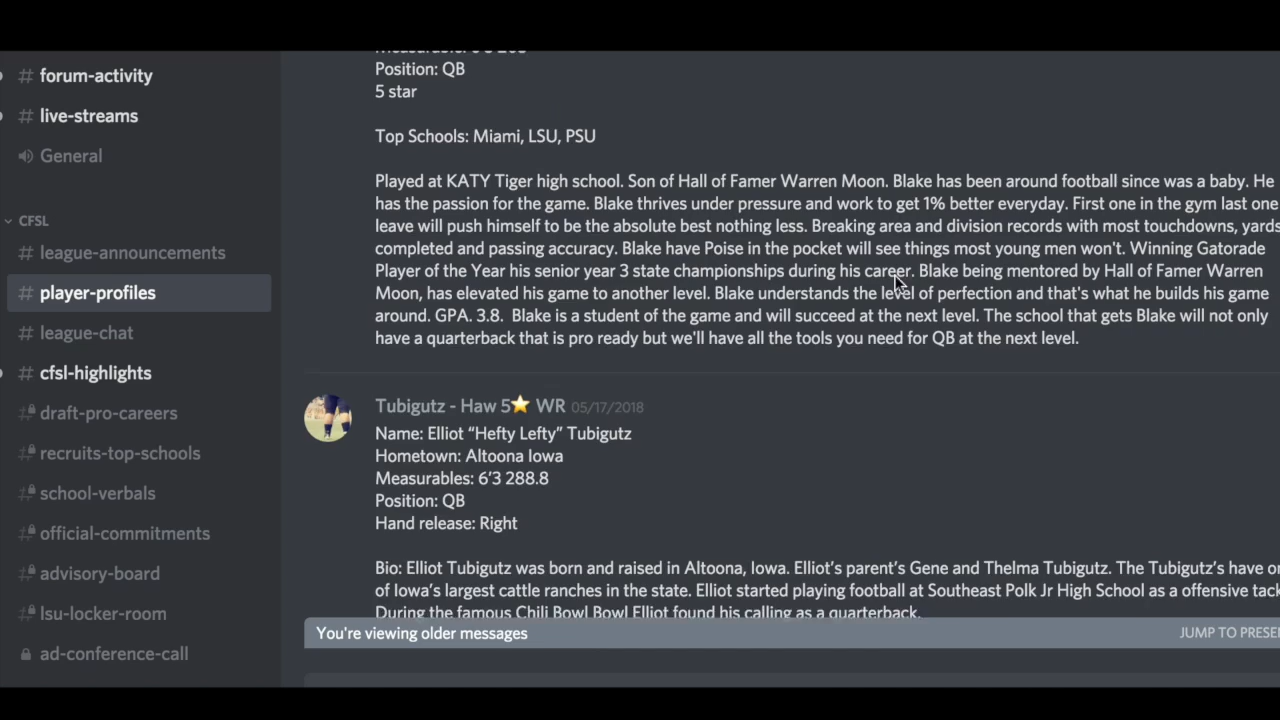 forum-activity
live-streams
General
CFSL
league-announcements
player-profiles
league-chat
cfsl-highlights
draft-pro-careers
recruits-top-schools
school-verbals
official-commitments
advisory-board
lsu-locker-room
ad-conference-call
Position: QB
5 star
Top Schools: Miami, LSU, PSU
Played at KATY Tiger high school. Son of Hall of Famer Warren Moon. Blake has been around football since was a baby. He
has the passion for the game. Blake thrives under pressure and work to get 1% better everyday. First one in the gym last one
leave will push himself to be the absolute best nothing less. Breaking area and division records with most touchdowns, yards
completed and passing accuracy. Blake have Poise in the pocket will see things most young men won't. Winning Gatorade
Player of the Year his senior year 3 state championships during his career. Blake being mentored by Hall of Famer Warren
Moon, has elevated his game to another level. Blake understands the level of perfection and that's what he builds his game
around. GPA. 3.8. Blake is a student of the game and will succeed at the next level. The school that gets Blake will not only
have a quarterback that is pro ready but we'll have all the tools you need for QB at the next level.
Tubigutz - Haw 5⭐ WR 05/17/2018
Name: Elliot “Hefty Lefty” Tubigutz
Hometown: Altoona Iowa
Measurables: 6’3 288.8
Position: QB
Hand release: Right
Bio: Elliot Tubigutz was born and raised in Altoona, Iowa. Elliot’s parent’s Gene and Thelma Tubigutz. The Tubigutz’s have
of Iowa’s largest cattle ranches in the state. Elliot started playing football at Southeast Polk Jr High School as a offensive
During the famous Chili Bowl Bowl Elliot found his calling as a quarterback.
You're viewing older messages
JUMP TO